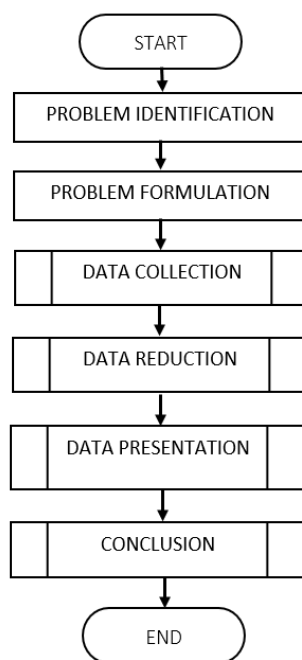 START
PROBLEM IDENTIFICATION
PROBLEM FORMULATION
DATA COLLECTION
DATA REDUCTION
DATA PRESENTATION
CONCLUSION
END